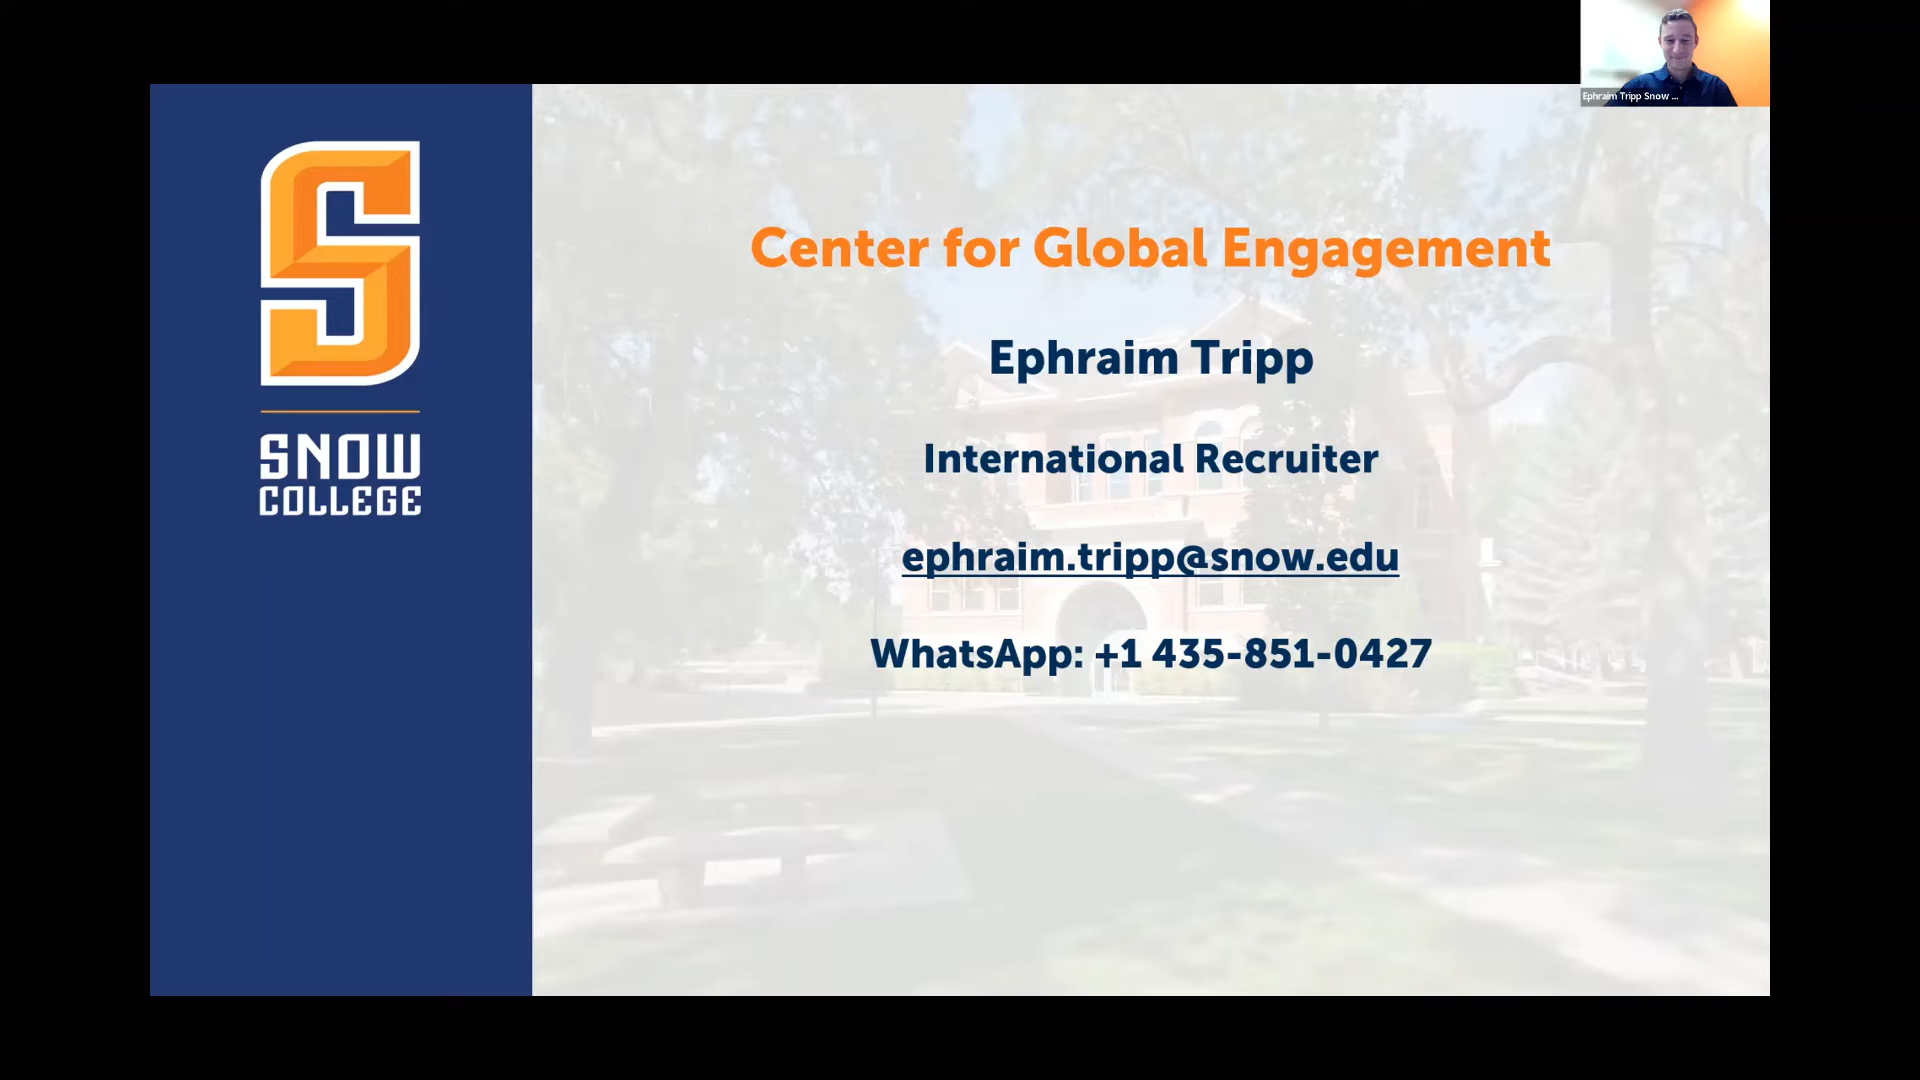 Ephraim Tripp Snow ...
SNOW
COLLEGE
Center for Global Engagement
Ephraim Tripp
International Recruiter
ephraim.tripp@snow.edu
WhatsApp: +1 435-851-0427